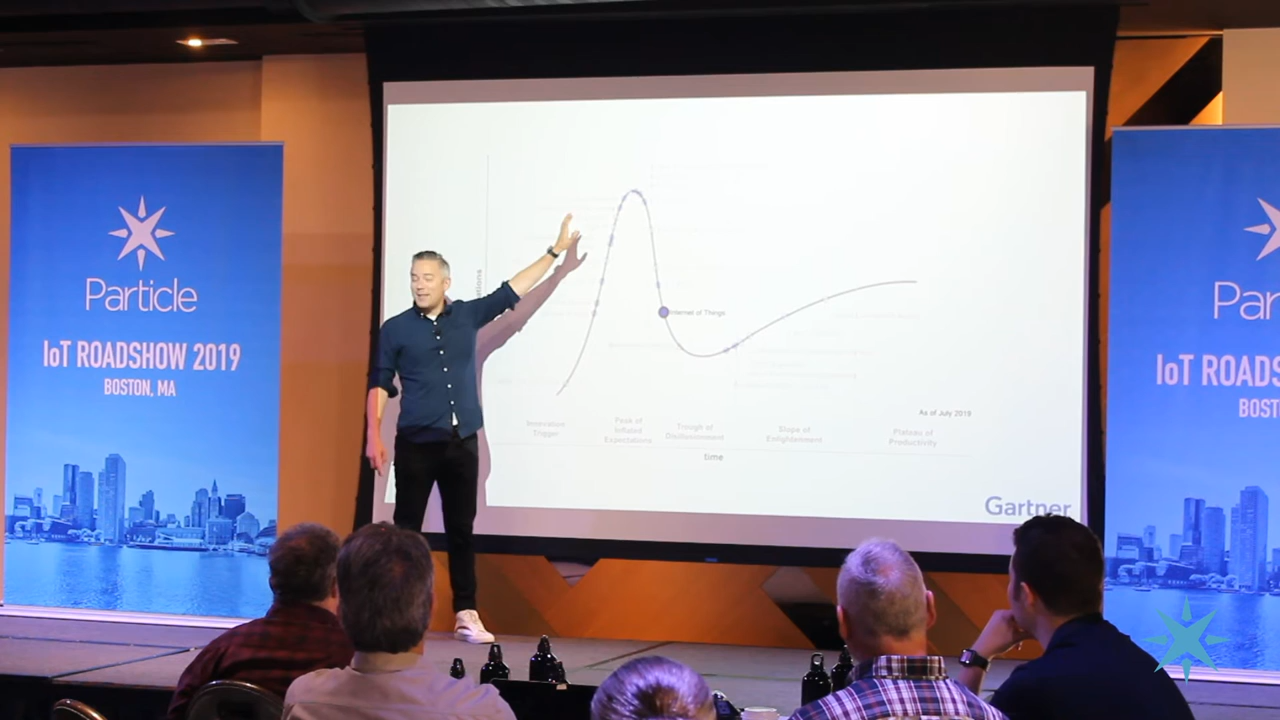 Particle
IoT ROADSHOW 2019
BOSTON, MA
Internet of Things
As of July 2019
Innovation
Trigger
Peak of
Inflated
Expectations
Trough of
Disillusionment
Slope of
Enlightenment
Plateau of
Productivity
time
Gartner
Par
IoT ROADS
BOST